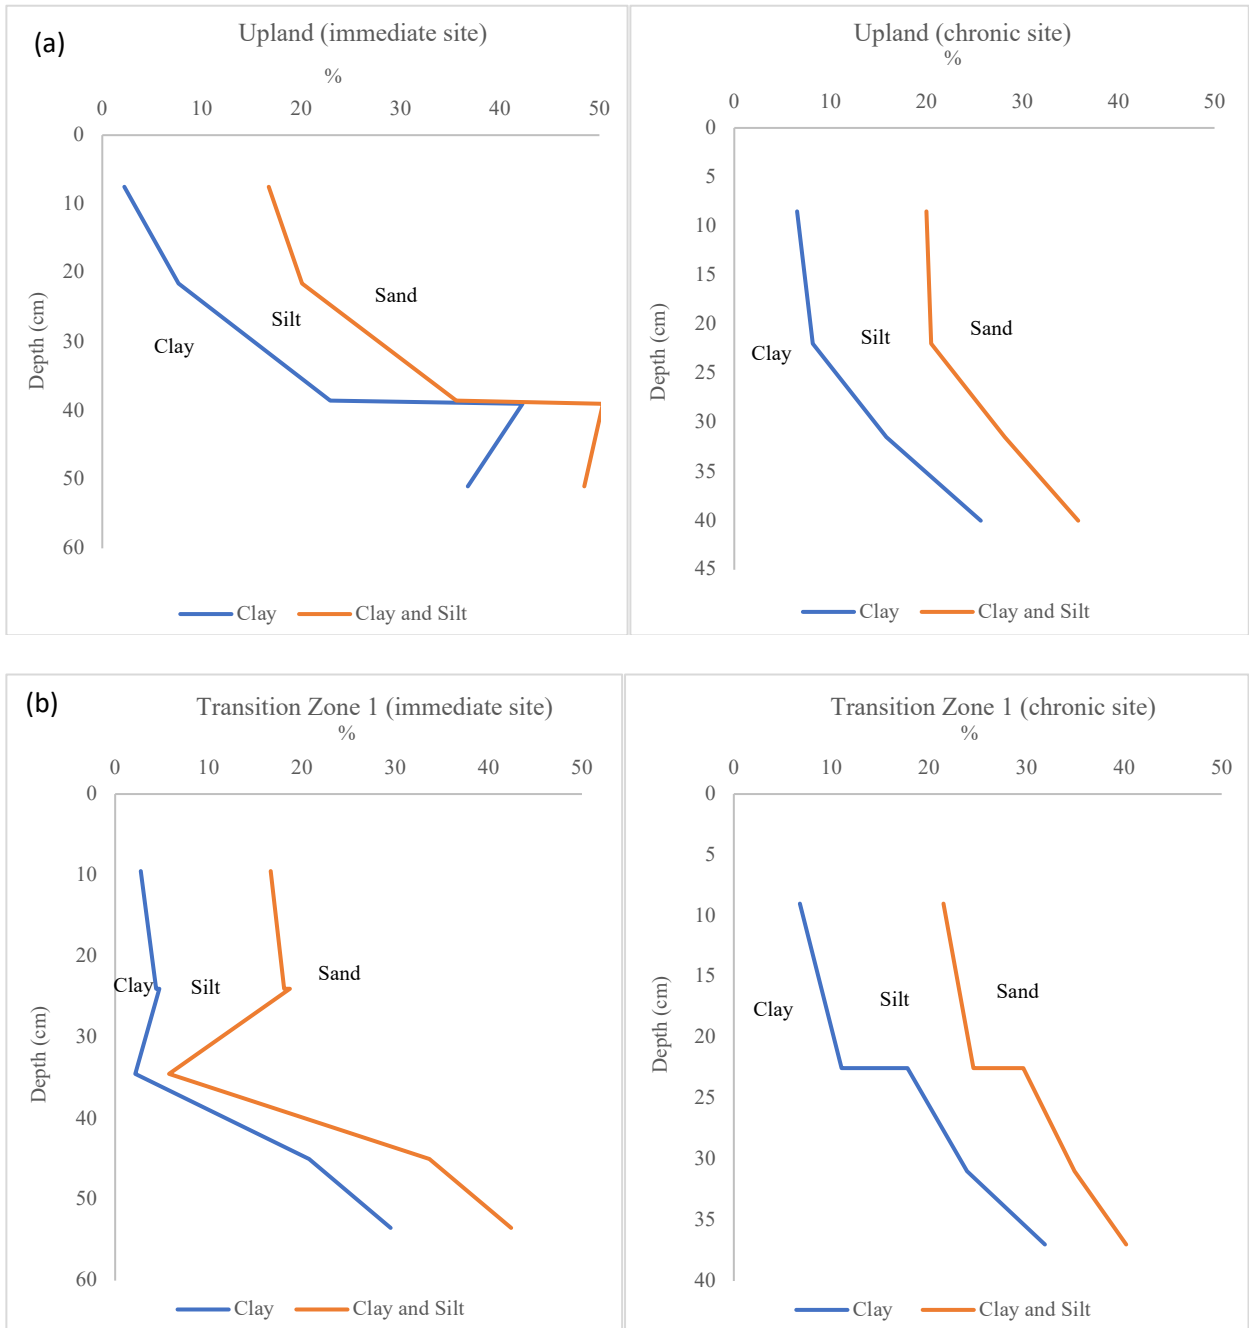 (a)
Upland (immediate site)
%
0 10 20 30 40 50
0
10
20
30
40
50
60
Depth (cm)
Clay
Silt
Sand
Clay Clay and Silt
Upland (chronic site)
%
0 10 20 30 40 50
0
5
10
15
20
25
30
35
40
45
Depth (cm)
Clay
Silt
Sand
Clay Clay and Silt
(b)
Transition Zone 1 (immediate site)
%
0 10 20 30 40 50
0
10
20
30
40
50
60
Depth (cm)
Clay
Silt
Sand
Clay Clay and Silt
Transition Zone 1 (chronic site)
%
0 10 20 30 40 50
0
5
10
15
20
25
30
35
40
Depth (cm)
Clay
Silt
Sand
Clay Clay and Silt